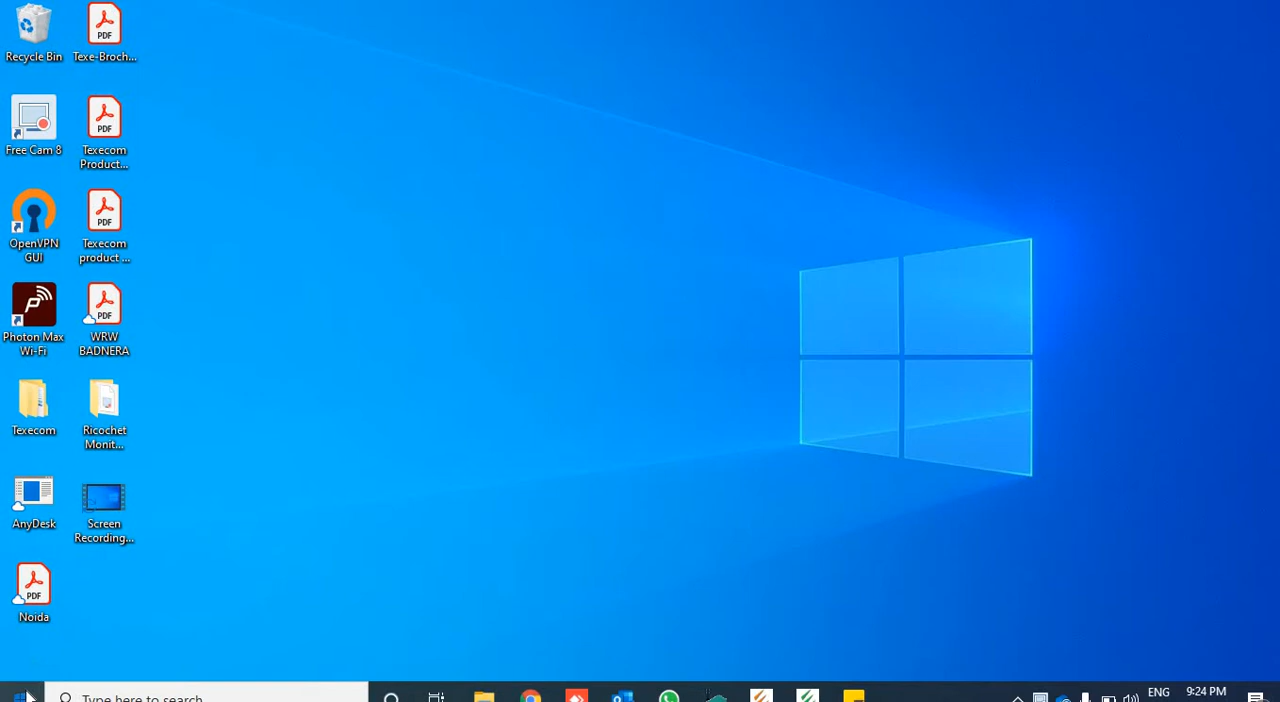 Recycle Bin
PDF
Texe-Broch...
Free Cam 8
PDF
Texecom
Product...
OpenVPN
GUI
PDF
Texecom
product ...
Photon Max
Wi-Fi
PDF
WRW
BADNERA
Texecom
Ricochet
Monit...
AnyDesk
Screen
Recording...
PDF
Noida
Type here to search
ENG
9:24 PM